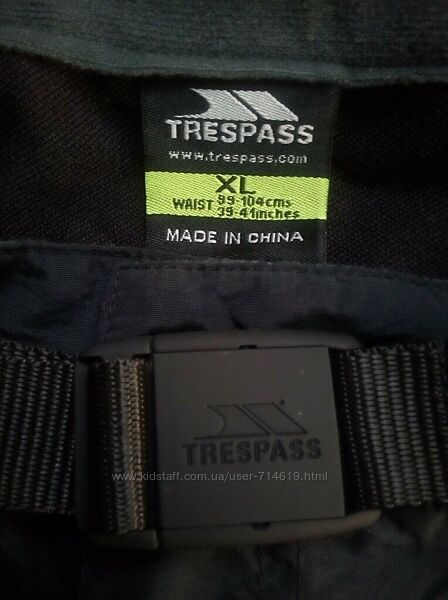 TRESPASS
www.trespass.com
XL
WAIST 99-104cms
39-41inches
MADE IN CHINA
TRESPASS
www.kidstaff.com.ua/user-714619.html